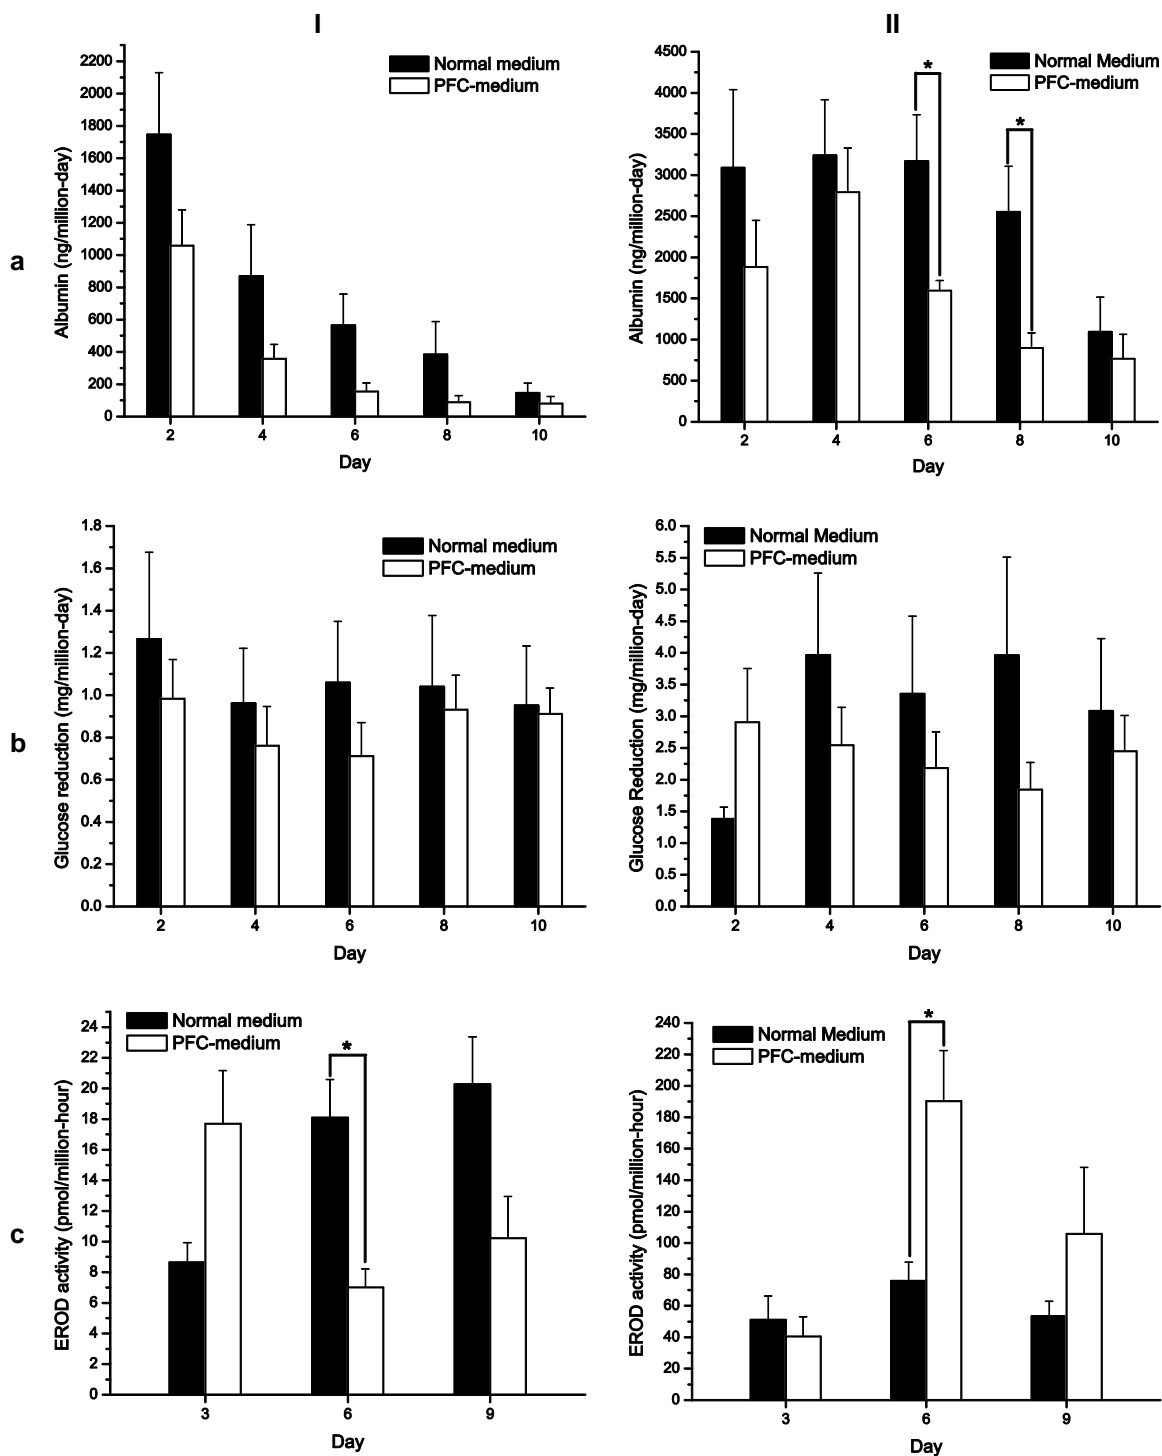 I
II
a
2200
2000
1800
1600
1400
1200
1000
800
600
400
200
0
Albumin (ng/million-day)
Normal medium
PFC-medium
2 4 6 8 10
Day
4500
4000
3500
3000
2500
2000
1500
1000
500
0
Albumin (ng/million-day)
Normal Medium
PFC-medium
*
*
2 4 6 8 10
Day
b
1.8
1.6
1.4
1.2
1.0
0.8
0.6
0.4
0.2
0.0
Glucose reduction (mg/million-day)
Normal medium
PFC-medium
2 4 6 8 10
Day
6.0
5.5
5.0
4.5
4.0
3.5
3.0
2.5
2.0
1.5
1.0
0.5
0.0
Glucose Reduction (mg/million-day)
Normal Medium
PFC-medium
2 4 6 8 10
Day
c
24
22
20
18
16
14
12
10
8
6
4
2
0
EROD activity (pmol/million-hour)
Normal medium
PFC-medium
*
3 6 9
Day
240
220
200
180
160
140
120
100
80
60
40
20
0
EROD activity (pmol/million-hour)
Normal Medium
PFC-medium
*
3 6 9
Day